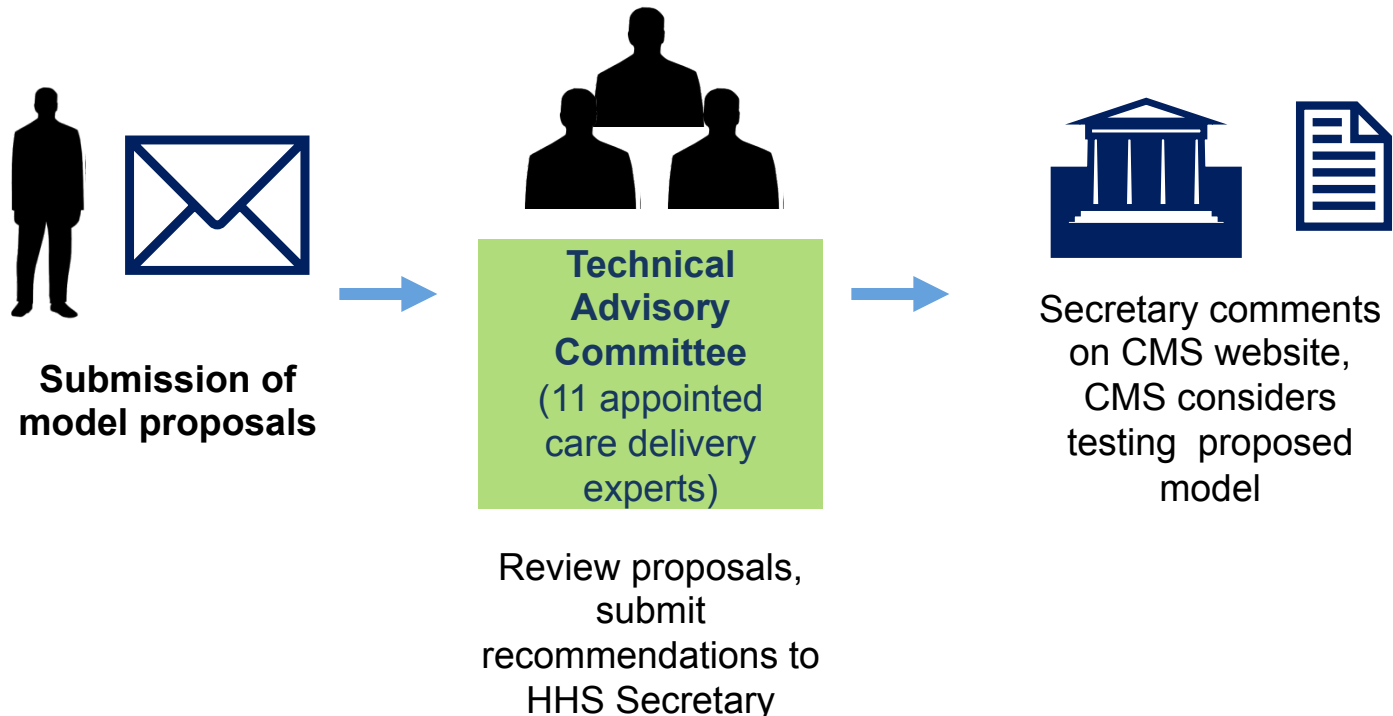 Submission of
model proposals
Technical
Advisory
Committee
(11 appointed
care delivery
experts)
Review proposals,
submit
recommendations to
HHS Secretary
Secretary comments
on CMS website,
CMS considers
testing  proposed
model